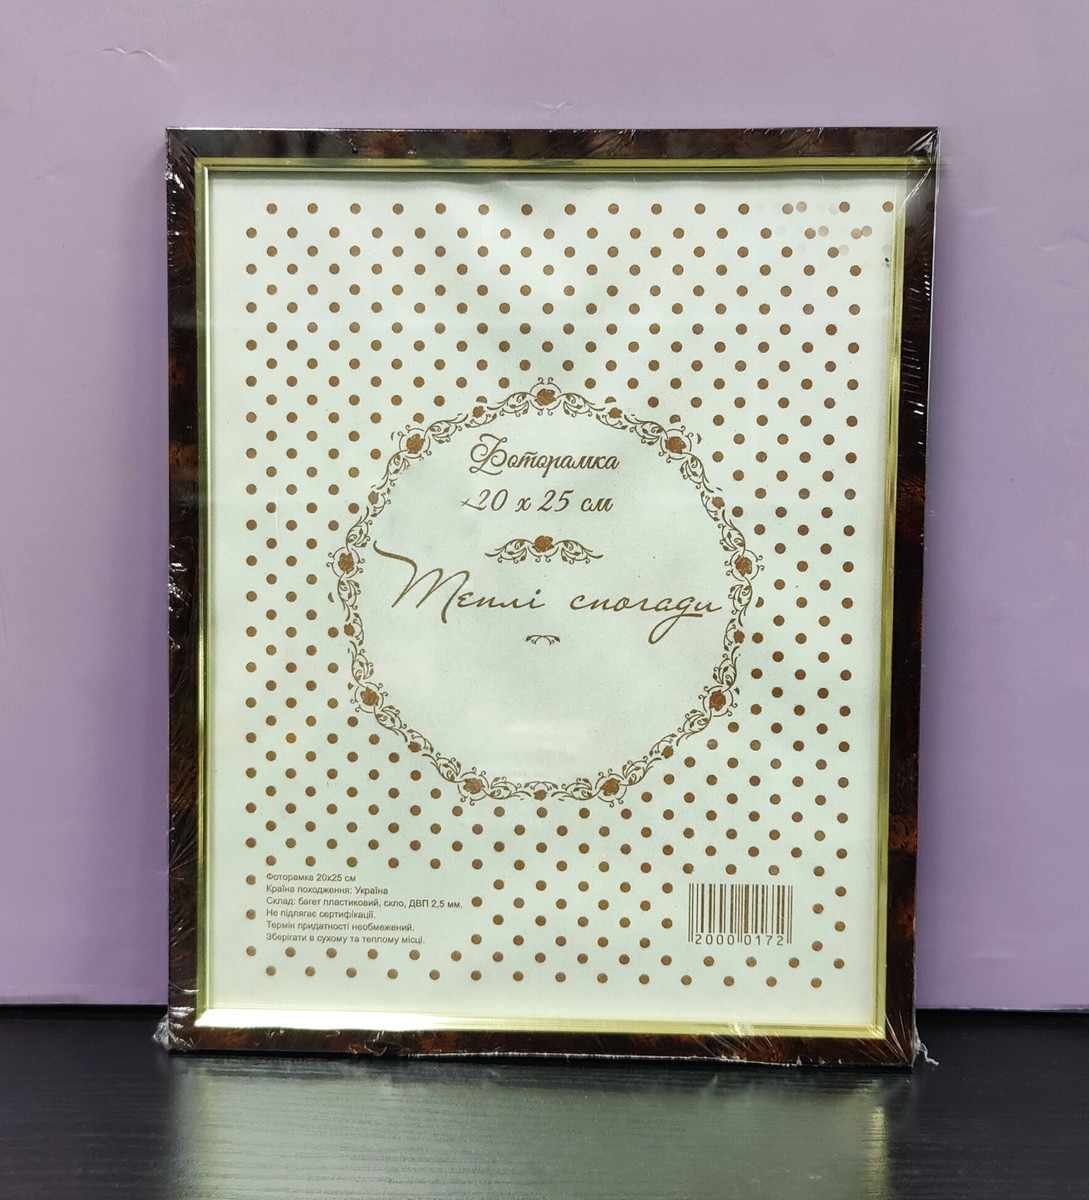 Фоторамка
20 x 25 см
Теплі спогади
Фоторамка 20x25 см
Країна походження: Україна
Склад: багет пластиковий, скло, ДВП 2,5 мм.
Не підлягає сертифікації.
Термін придатності необмежений.
Зберігати в сухому та теплому місці.
2000 0172